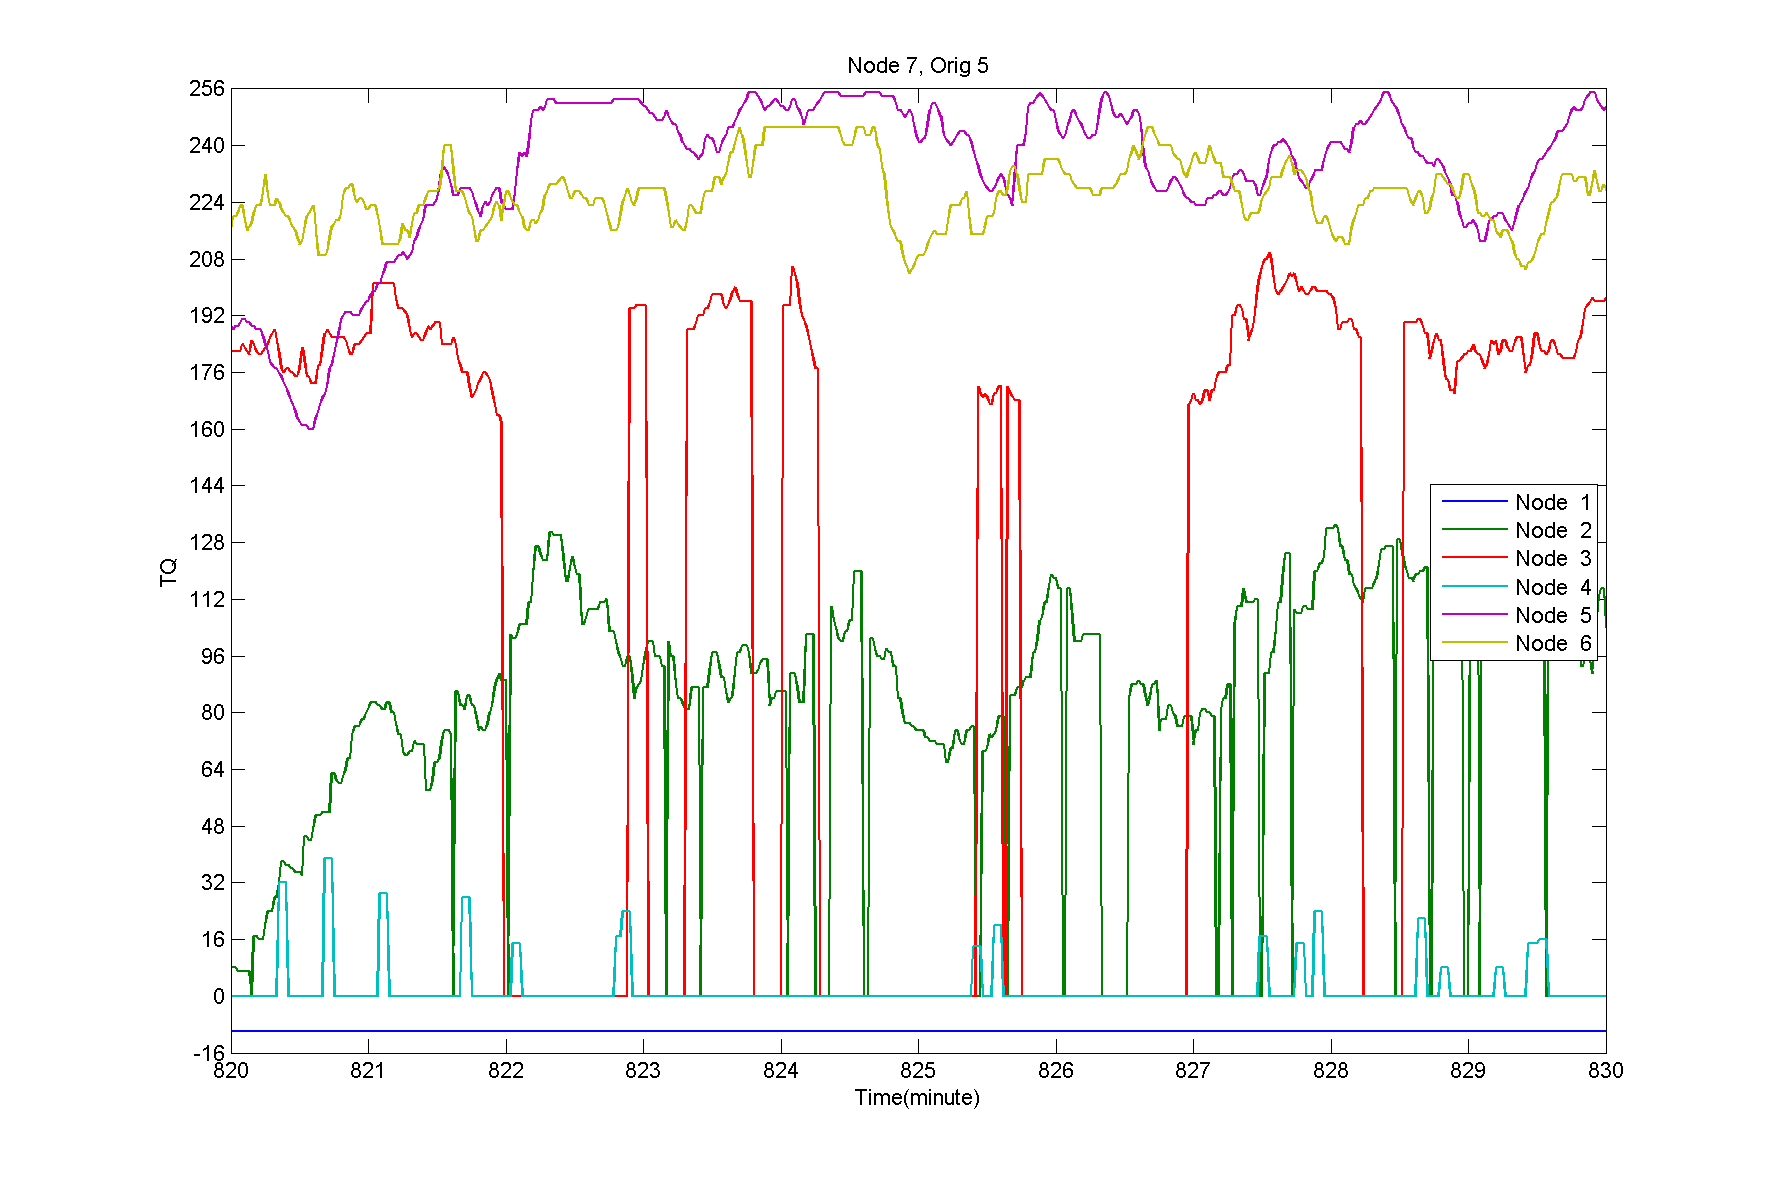 Node 7, Orig 5
256
240
224
208
192
176
160
144
128
112
96
80
64
48
32
16
0
-16
TQ
820 821 822 823 824 825 826 827 828 829 830
Time(minute)
Node 1
Node 2
Node 3
Node 4
Node 5
Node 6